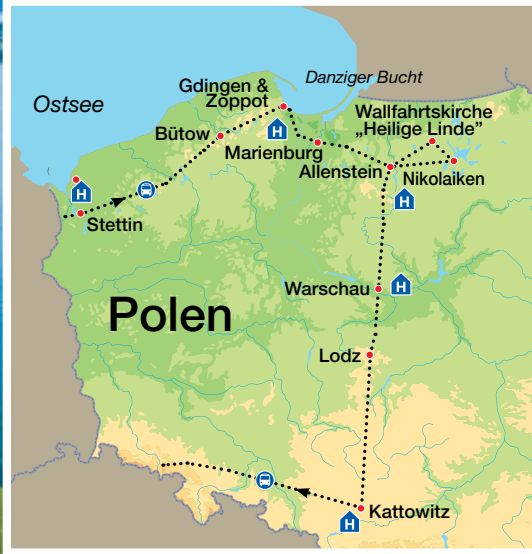 Gdingen &
Zoppot
Danziger Bucht
Ostsee
Wallfahrtskirche
„Heilige Linde”
Bütow
H
Marienburg
Allenstein
Nikolaiken
H
H
Stettin
Warschau
H
Polen
Lodz
Kattowitz
H